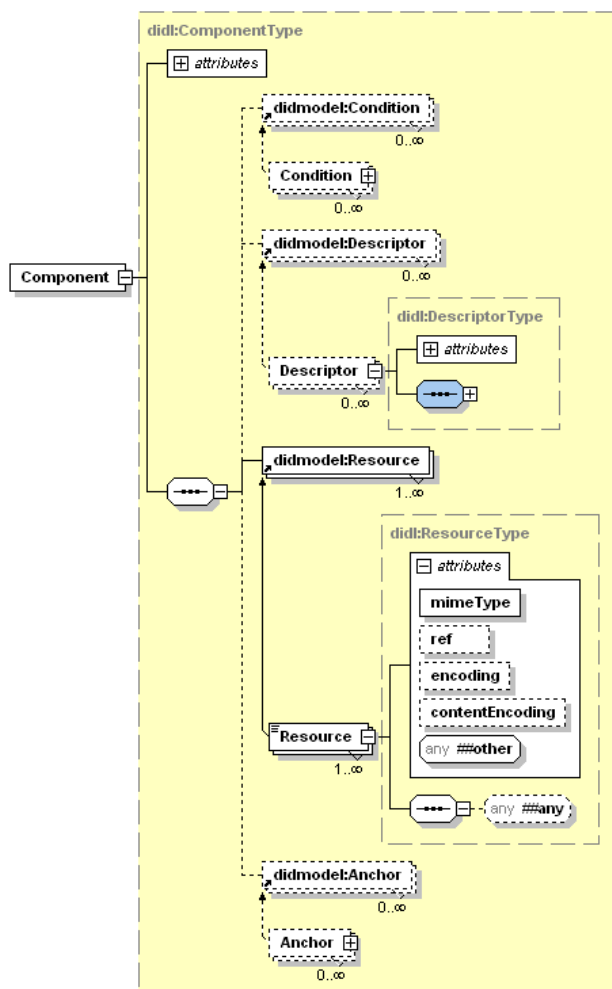 didl:ComponentType
attributes
didmodel:Condition
0..∞
Condition
0..∞
didmodel:Descriptor
0..∞
Component
didl:DescriptorType
attributes
Descriptor
0..∞
didmodel:Resource
1..∞
didl:ResourceType
attributes
mimeType
ref
encoding
contentEncoding
any ##other
Resource
1..∞
any ##any
didmodel:Anchor
0..∞
Anchor
0..∞